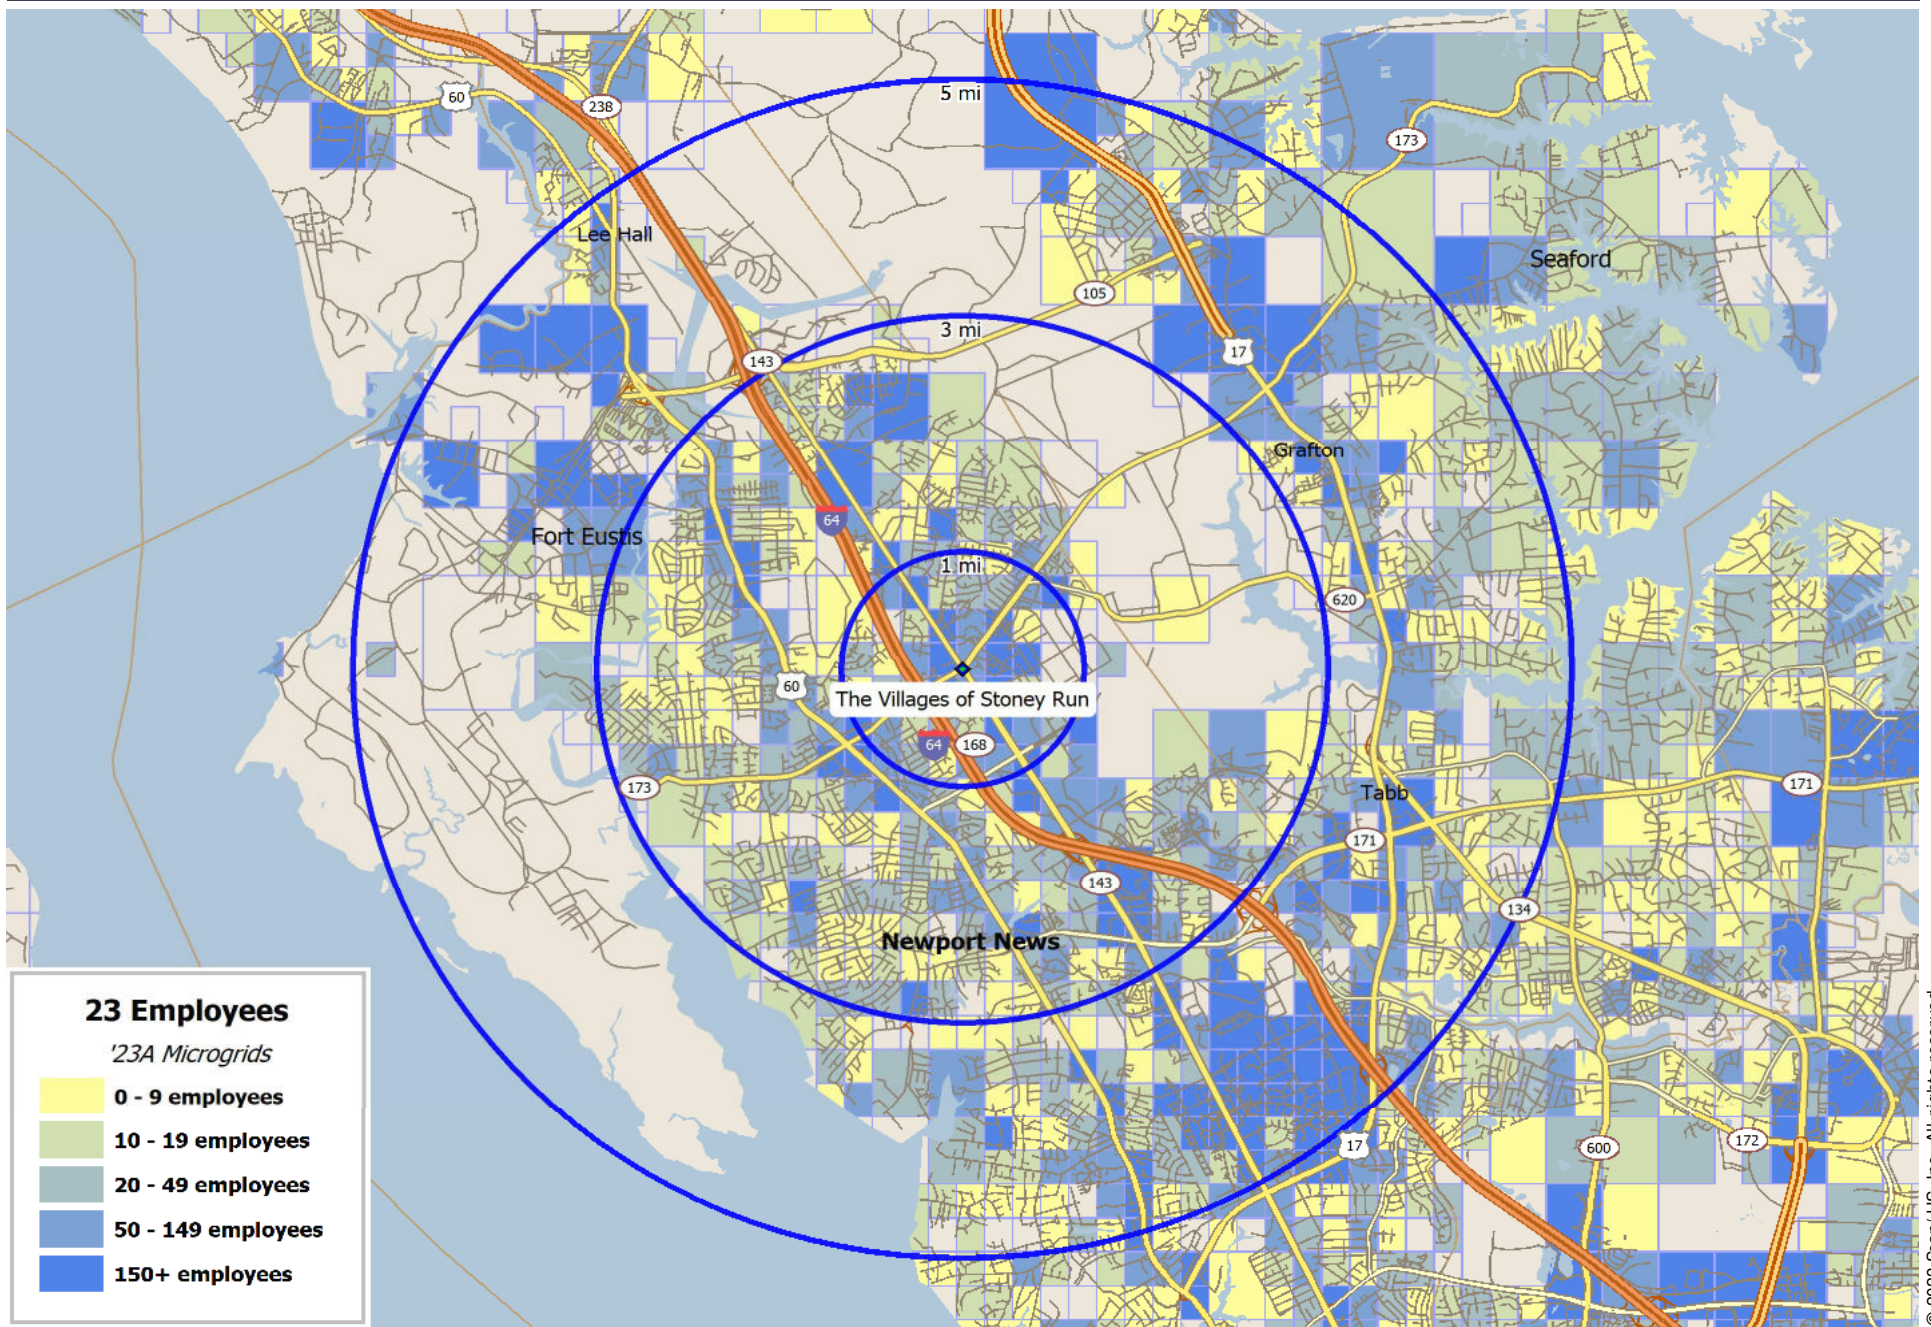 5 mi
60
238
173
Lee Hall
Seaford
105
3 mi
143
17
Grafton
64
Fort Eustis
1 mi
620
60
The Villages of Stoney Run
64
168
173
Tabb
171
171
143
134
Newport News
17
600
172
23 Employees
'23A Microgrids
0 - 9 employees
10 - 19 employees
20 - 49 employees
50 - 149 employees
150+ employees